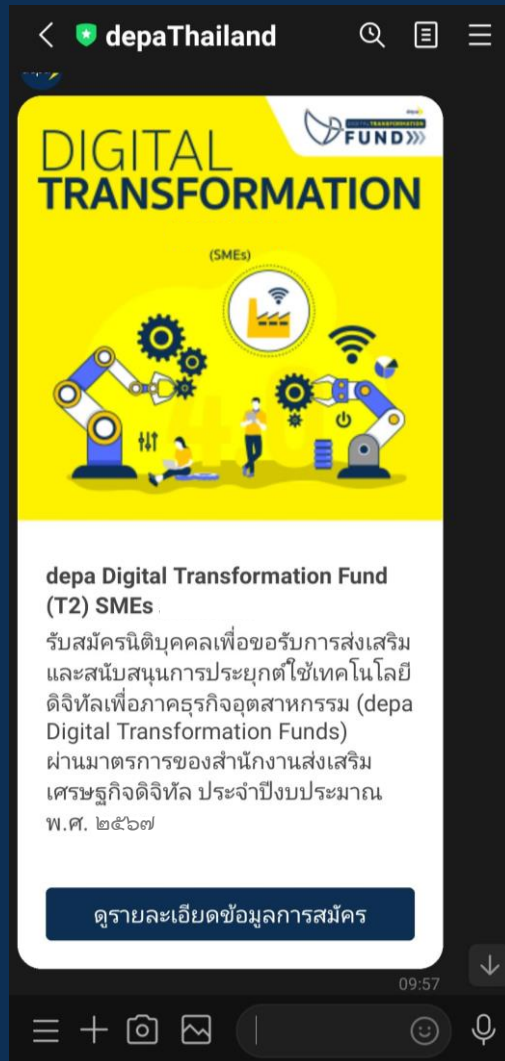 depaThailand
DIGITAL
TRANSFORMATION
depa
DIGITAL TRANSFORMATION
FUND
(SMEs)
4.0
depa Digital Transformation Fund
(T2) SMEs
รับสมัครนิติบุคคลเพื่อขอรับการส่งเสริม
และสนับสนุนการประยุกต์ใช้เทคโนโลยี
ดิจิทัลเพื่อภาคธุรกิจอุตสาหกรรม (depa
Digital Transformation Funds)
ผ่านมาตรการของสำนักงานส่งเสริม
เศรษฐกิจดิจิทัล ประจำปีงบประมาณ
พ.ศ. ๒๕๖๗
ดูรายละเอียดข้อมูลการสมัคร
09:57